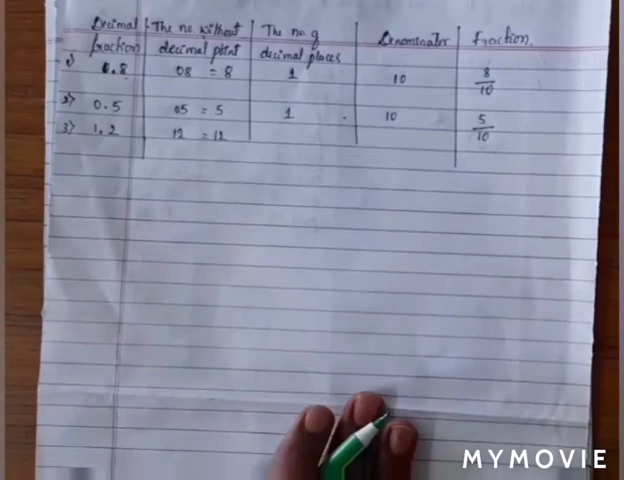 Decimal fraction | The no without decimal point | The no. of decimal places | Denominator | Fraction.
1) 0.8 | 08 = 8 | 1 | 10 | 8/10
2) 0.5 | 05 = 5 | 1 | 10 | 5/10
3) 1.2 | 12 = 12
MYMOVIE